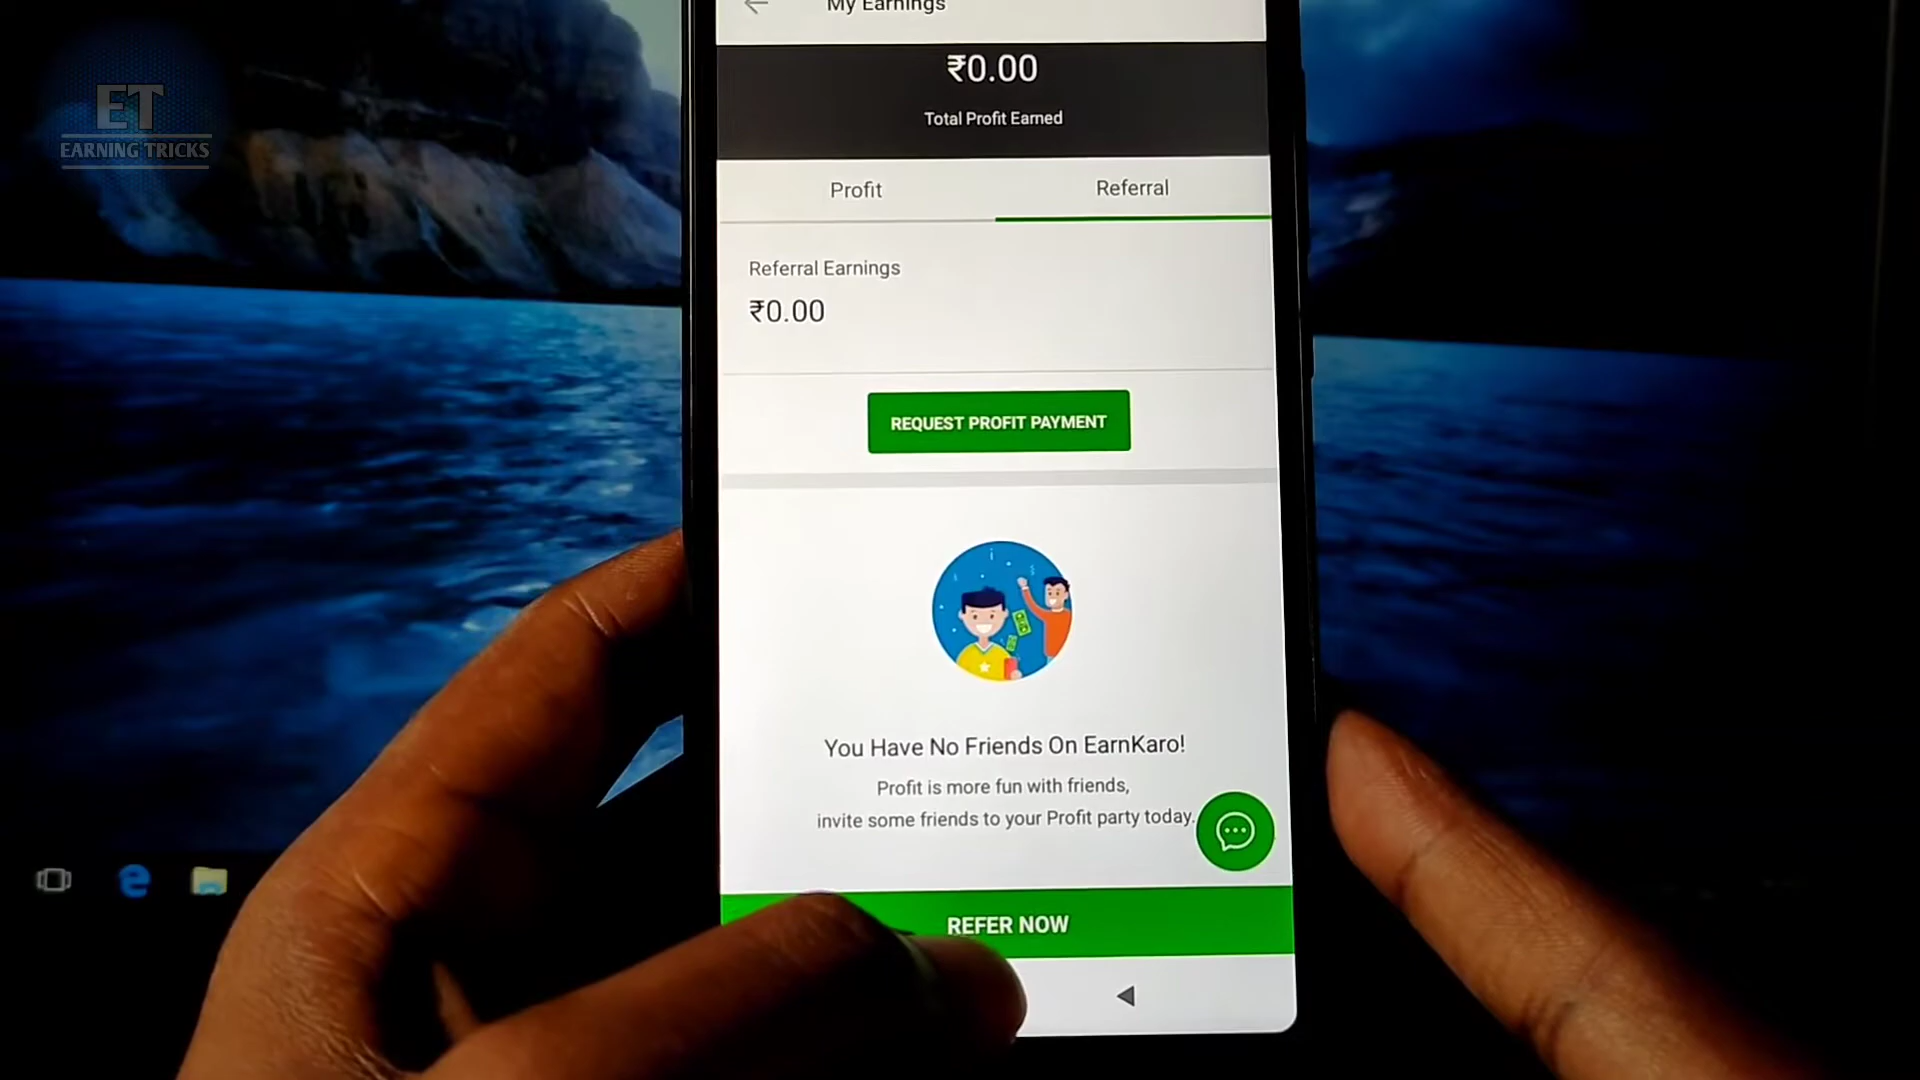 My Earnings
ET
EARNING TRICKS
₹0.00
Total Profit Earned
Profit
Referral
Referral Earnings
₹0.00
REQUEST PROFIT PAYMENT
You Have No Friends On EarnKaro!
Profit is more fun with friends,
invite some friends to your Profit party today.
REFER NOW